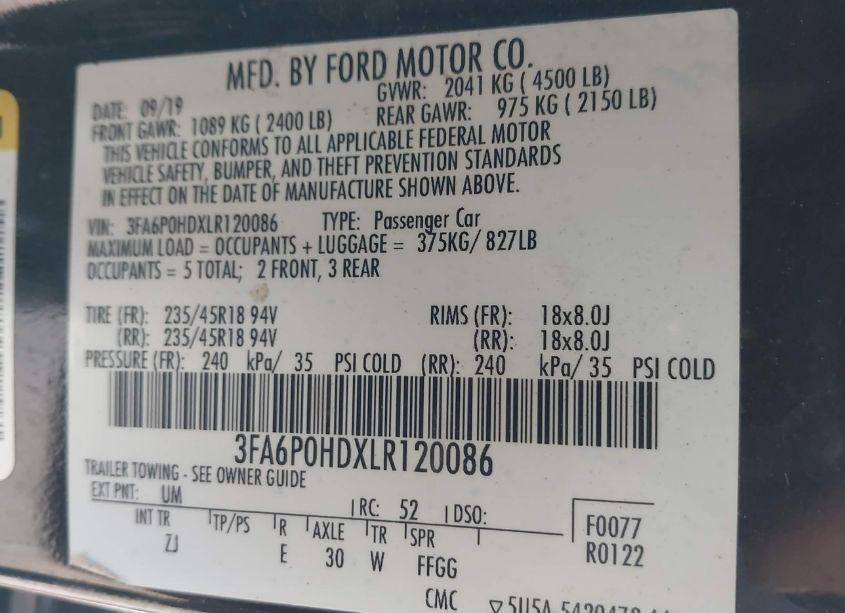 MFD. BY FORD MOTOR CO.
DATE: 09/19 GVWR: 2041 KG ( 4500 LB)
FRONT GAWR: 1089 KG ( 2400 LB) REAR GAWR: 975 KG ( 2150 LB)
THIS VEHICLE CONFORMS TO ALL APPLICABLE FEDERAL MOTOR
VEHICLE SAFETY, BUMPER, AND THEFT PREVENTION STANDARDS
IN EFFECT ON THE DATE OF MANUFACTURE SHOWN ABOVE.
VIN: 3FA6P0HDXLR120086 TYPE: Passenger Car
MAXIMUM LOAD = OCCUPANTS + LUGGAGE = 375KG/ 827LB
OCCUPANTS = 5 TOTAL; 2 FRONT, 3 REAR
TIRE (FR): 235/45R18 94V RIMS (FR): 18x8.0J
(RR): 235/45R18 94V (RR): 18x8.0J
PRESSURE (FR): 240 kPa/ 35 PSI COLD (RR): 240 kPa/ 35 PSI COLD
3FA6P0HDXLR120086
TRAILER TOWING - SEE OWNER GUIDE
EXT PNT: UM RC: 52 DSO:
INT TR TP/PS R AXLE TR SPR F0077
ZJ E 30 W FFGG R0122
CMC